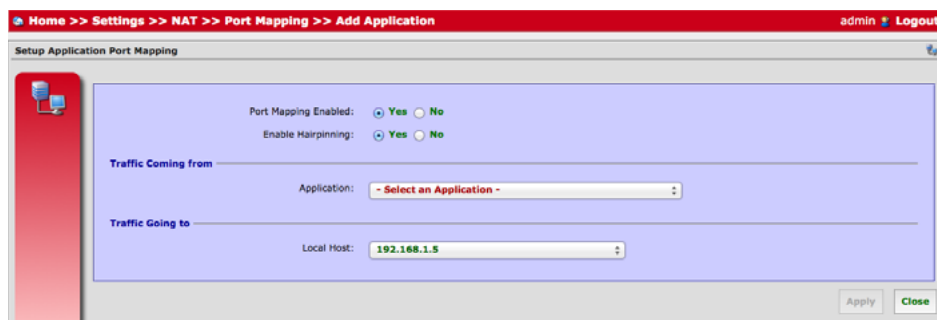 Home >> Settings >> NAT >> Port Mapping >> Add Application admin Logout
Setup Application Port Mapping
Port Mapping Enabled: Yes No
Enable Hairpinning: Yes No
Traffic Coming from
Application: - Select an Application -
Traffic Going to
Local Host: 192.168.1.5
Apply Close